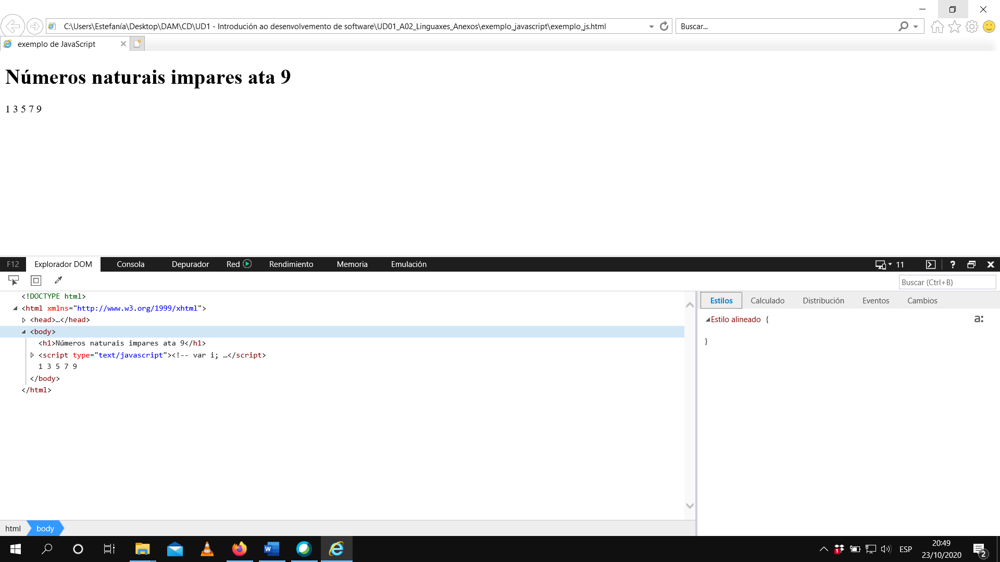 C:\Users\Estefanía\Desktop\DAM\CD\UD1 - Introdución ao desenvolvemento de software\UD01_A02_Linguaxes_Anexos\exemplo_javascript\exemplo_js.html
Buscar...
exemplo de JavaScript
Números naturais impares ata 9
1 3 5 7 9
F12 Explorador DOM Consola Depurador Red Rendimiento Memoria Emulación 11 ?
Buscar (Ctrl+B)
<!DOCTYPE html>
<html xmlns="http://www.w3.org/1999/xhtml">
<head>…</head>
<body>
<h1>Números naturais impares ata 9</h1>
<script type="text/javascript"><!-- var i; …</script>
1 3 5 7 9
</body>
</html>
Estilos Calculado Distribución Eventos Cambios
Estilo alineado {
a:
}
html body
ESP
20:49
23/10/2020
1
2